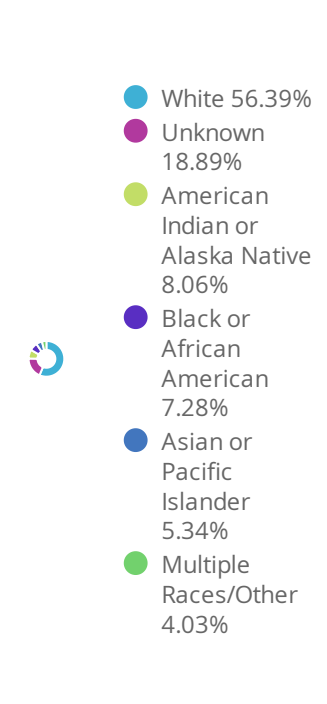 White 56.39%
Unknown
18.89%
American
Indian or
Alaska Native
8.06%
Black or
African
American
7.28%
Asian or
Pacific
Islander
5.34%
Multiple
Races/Other
4.03%